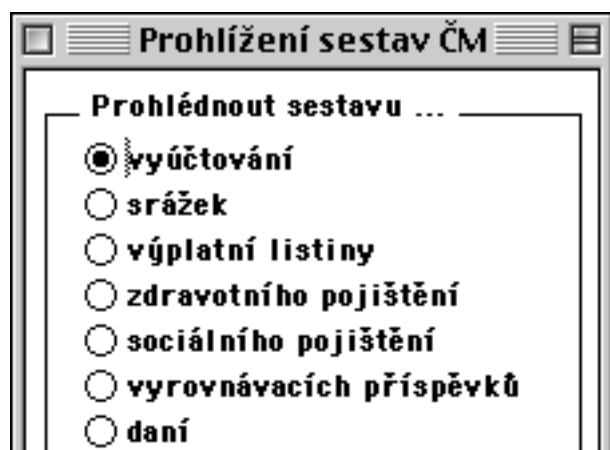 Prohlížení sestav ČM
Prohlédnout sestavu ...
vyúčtování
srážek
výplatní listiny
zdravotního pojištění
sociálního pojištění
vyrovnávacích příspěvků
daní